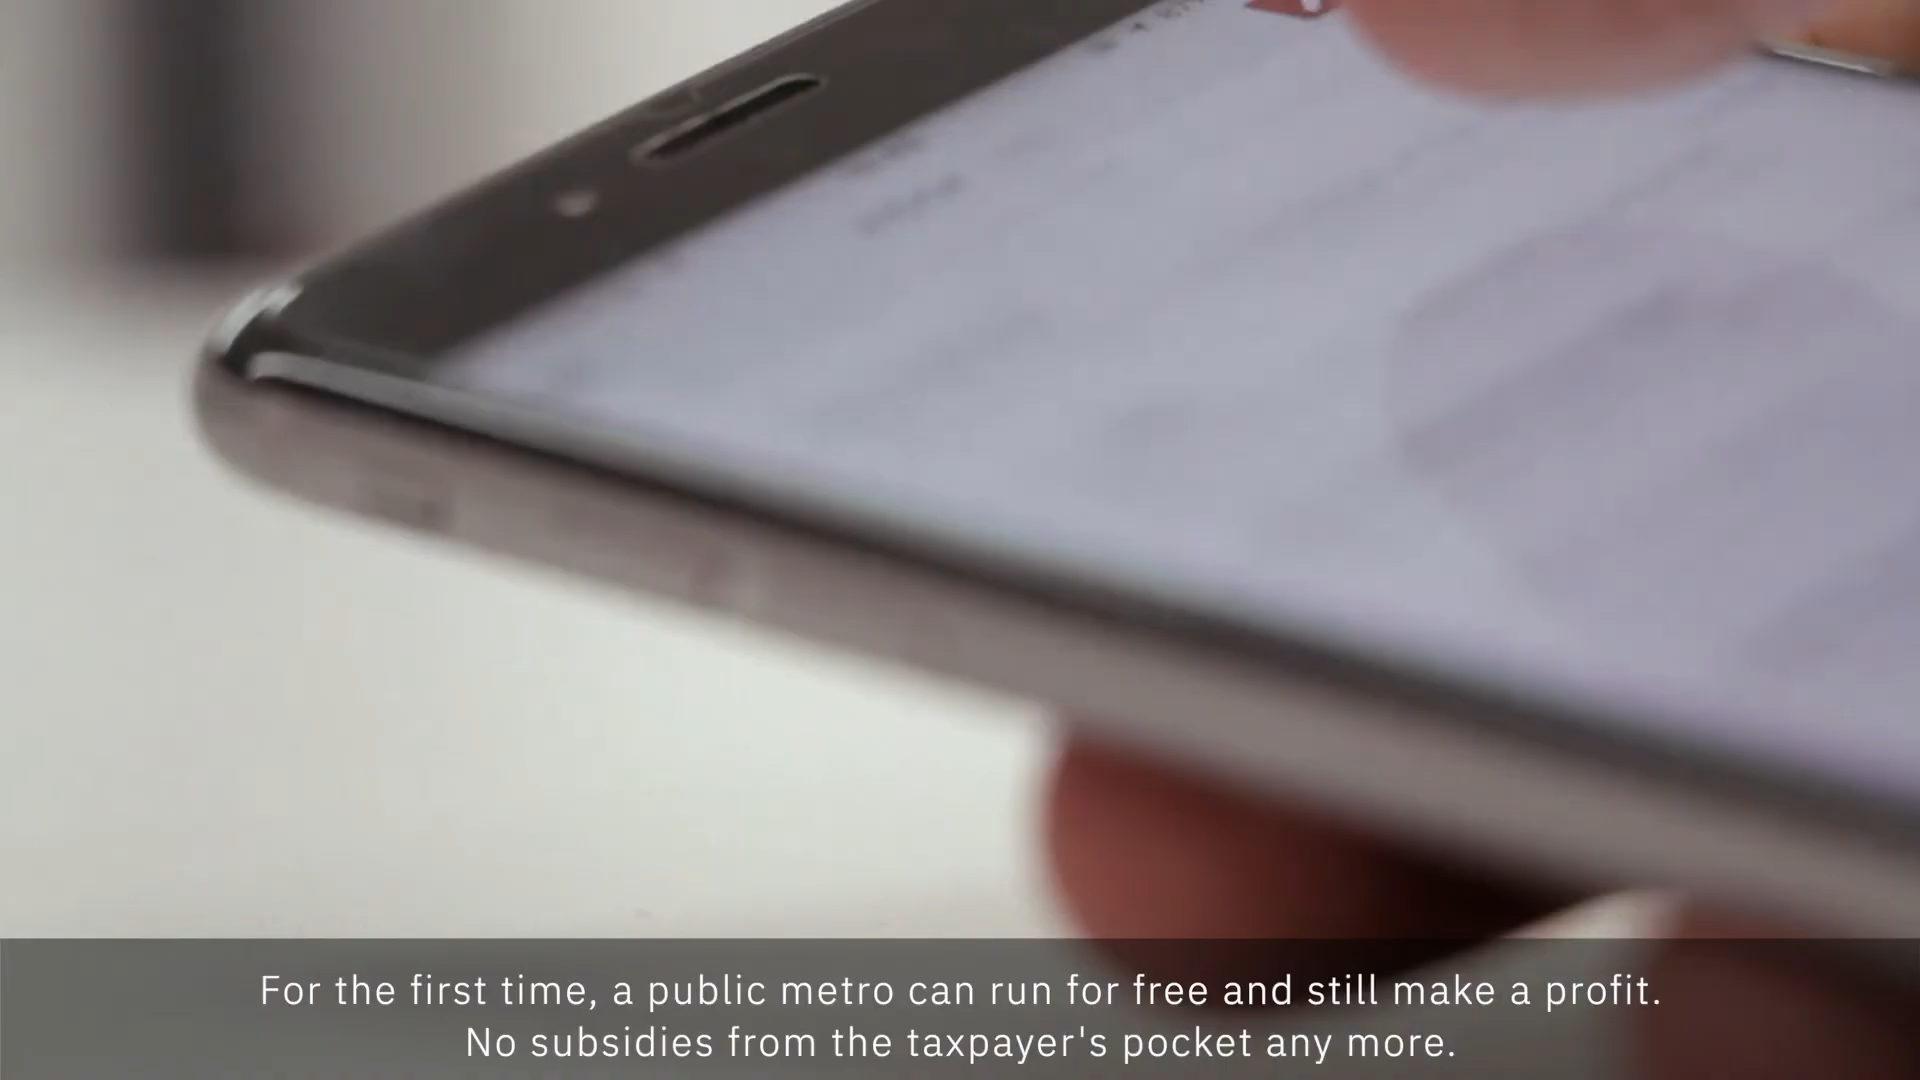 For the first time, a public metro can run for free and still make a profit.
No subsidies from the taxpayer's pocket any more.